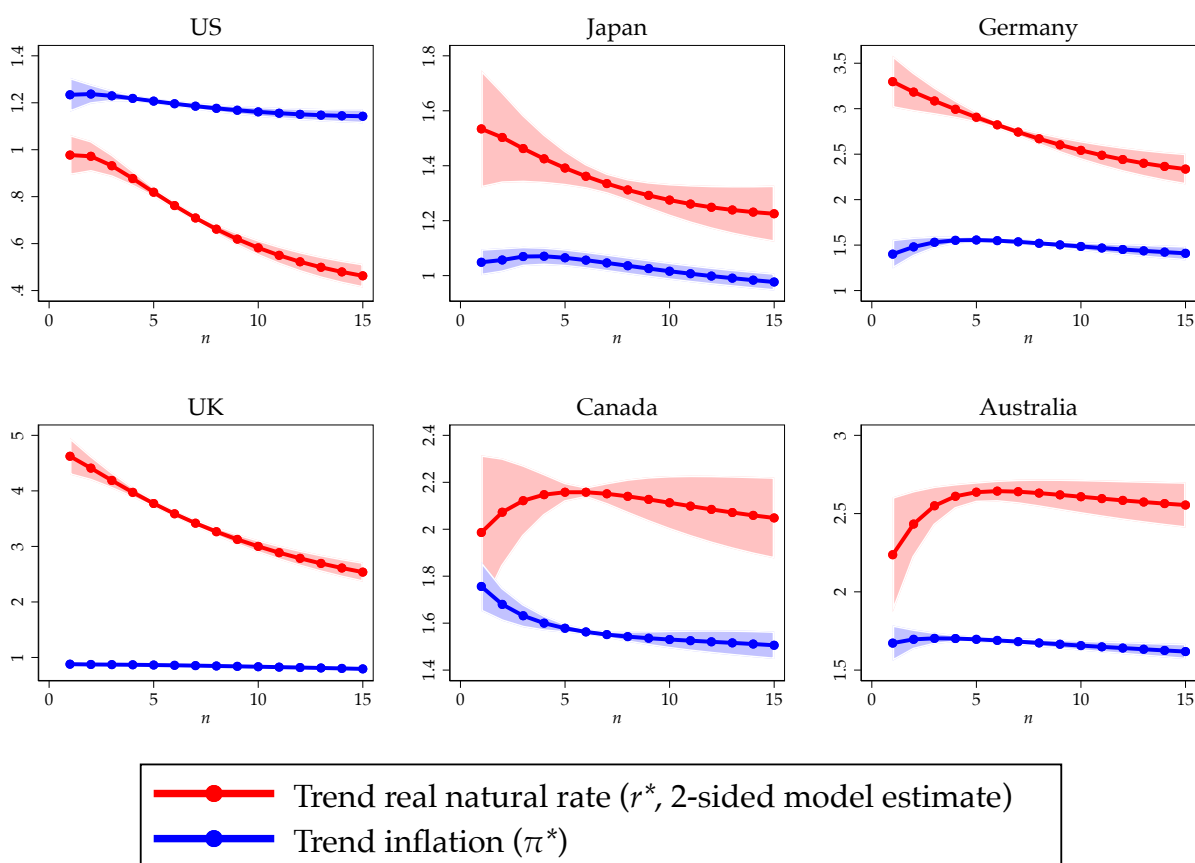 US
1.4
1.2
1
.8
.6
.4
0 5 10 15
n
Japan
1.8
1.6
1.4
1.2
1
0 5 10 15
n
Germany
3.5
3
2.5
2
1.5
1
0 5 10 15
n
UK
5
4
3
2
1
0 5 10 15
n
Canada
2.4
2.2
2
1.8
1.6
1.4
0 5 10 15
n
Australia
3
2.5
2
1.5
0 5 10 15
n
Trend real natural rate (r*, 2-sided model estimate)
Trend inflation (π*)